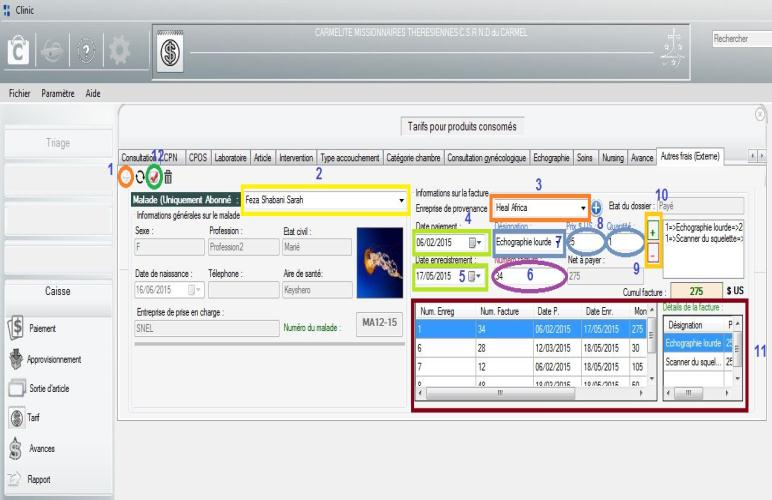 Clinic
CARMELITE MISSIONNAIRES THERESIENNES C.S R N.D du CARMEL
Rechercher
Fichier Paramètre Aide
Triage
Caisse
Paiement
Approvisionnement
Sortie d'article
Tarif
Avances
Rapport
Tarifs pour produits consomés
Consultation CPN CPOS Laboratoire Article Intervention Type accouchement Catégorie chambre Consultation gynécologique Echographie Soins Nursing Avance Autres frais (Externe)
1 12 2 3 10
Malade (Uniquement Abonné : Feza Shabani Sarah
Informations générales sur le malade
Sexe : Profession : Etat civil :
F Profession2 Marié
Date de naissance : Téléphone : Aire de santé:
16/06/2015 Keyshero
Entreprise de prise en charge :
SNEL Numéro du malade : MA12-15
Informations sur la facture
Enreprise de provenance Heal Africa Etat du dossier : Payé
4 8
Date paiement : Désignation Prix $ US Quantité
06/02/2015 Echographie lourde 7 1
+ 1=>Echographie lourde=>2
1=>Scanner du squelette=>
-
Date enregistrement : Net à payer :
17/05/2015 5 34 6 275 9
Cumul facture : 275 $ US
Num. Enreg Num. Facture Date P. Date Enr. Mon
1 34 06/02/2015 17/05/2015 275
6 28 12/03/2015 18/05/2015 30
7 12 06/02/2015 18/05/2015 105
Détails de la facture :
Désignation P
Echographie lourde 25
Scanner du squel... 25
11